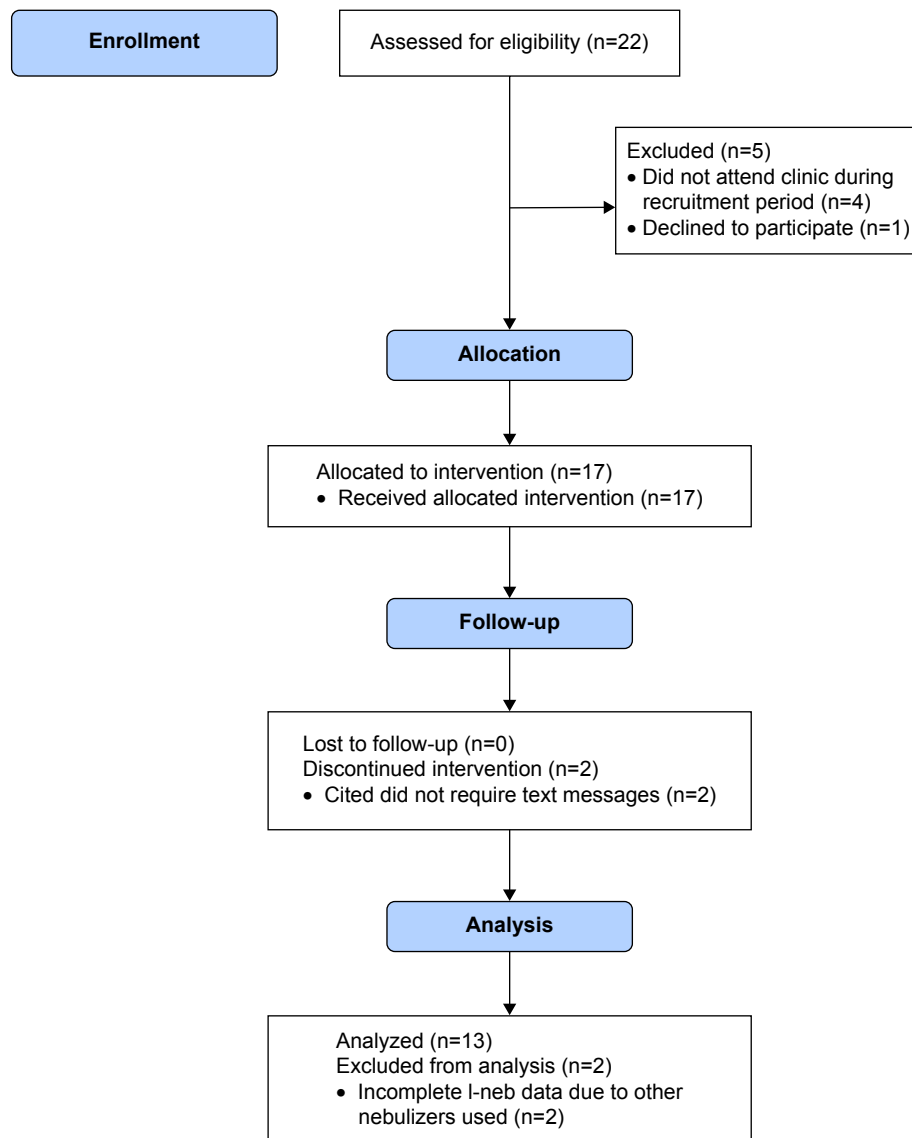 Enrollment
Assessed for eligibility (n=22)
Excluded (n=5)
• Did not attend clinic during
recruitment period (n=4)
• Declined to participate (n=1)
Allocation
Allocated to intervention (n=17)
• Received allocated intervention (n=17)
Follow-up
Lost to follow-up (n=0)
Discontinued intervention (n=2)
• Cited did not require text messages (n=2)
Analysis
Analyzed (n=13)
Excluded from analysis (n=2)
• Incomplete I-neb data due to other
nebulizers used (n=2)